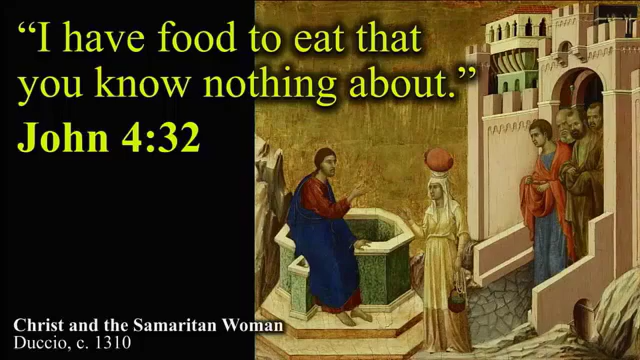 “I have food to eat that
you know nothing about.”
John 4:32
Christ and the Samaritan Woman
Duccio, c. 1310